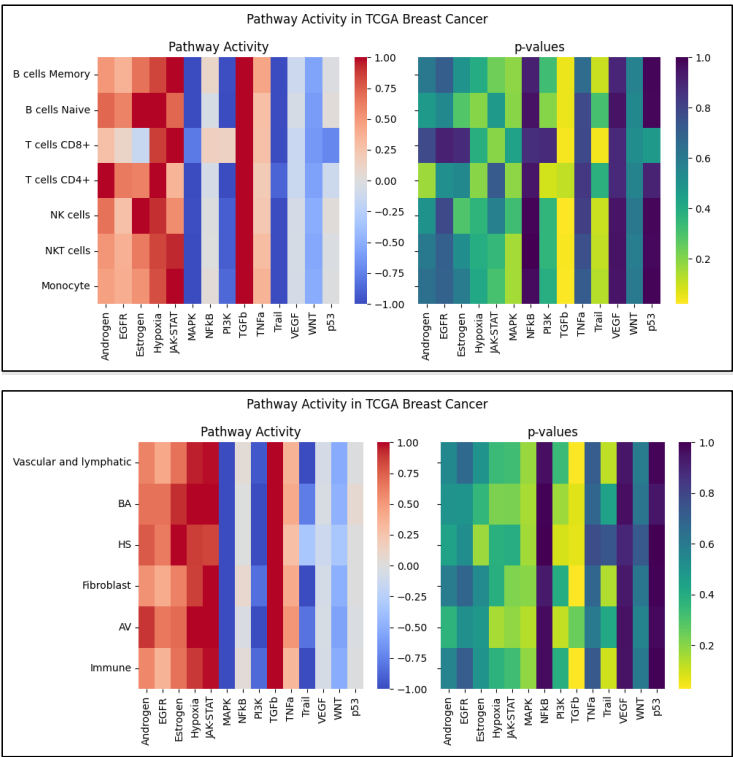 Pathway Activity in TCGA Breast Cancer
Pathway Activity
p-values
B cells Memory
B cells Naive
T cells CD8+
T cells CD4+
NK cells
NKT cells
Monocyte
1.00
0.75
0.50
0.25
0.00
−0.25
−0.50
−0.75
−1.00
1.0
0.8
0.6
0.4
0.2
Androgen
EGFR
Estrogen
Hypoxia
JAK-STAT
MAPK
NFkB
PI3K
TGFb
TNFa
Trail
VEGF
WNT
p53
Androgen
EGFR
Estrogen
Hypoxia
JAK-STAT
MAPK
NFkB
PI3K
TGFb
TNFa
Trail
VEGF
WNT
p53
Pathway Activity in TCGA Breast Cancer
Pathway Activity
p-values
Vascular and lymphatic
BA
HS
Fibroblast
AV
Immune
1.00
0.75
0.50
0.25
0.00
−0.25
−0.50
−0.75
−1.00
1.0
0.8
0.6
0.4
0.2
Androgen
EGFR
Estrogen
Hypoxia
JAK-STAT
MAPK
NFkB
PI3K
TGFb
TNFa
Trail
VEGF
WNT
p53
Androgen
EGFR
Estrogen
Hypoxia
JAK-STAT
MAPK
NFkB
PI3K
TGFb
TNFa
Trail
VEGF
WNT
p53